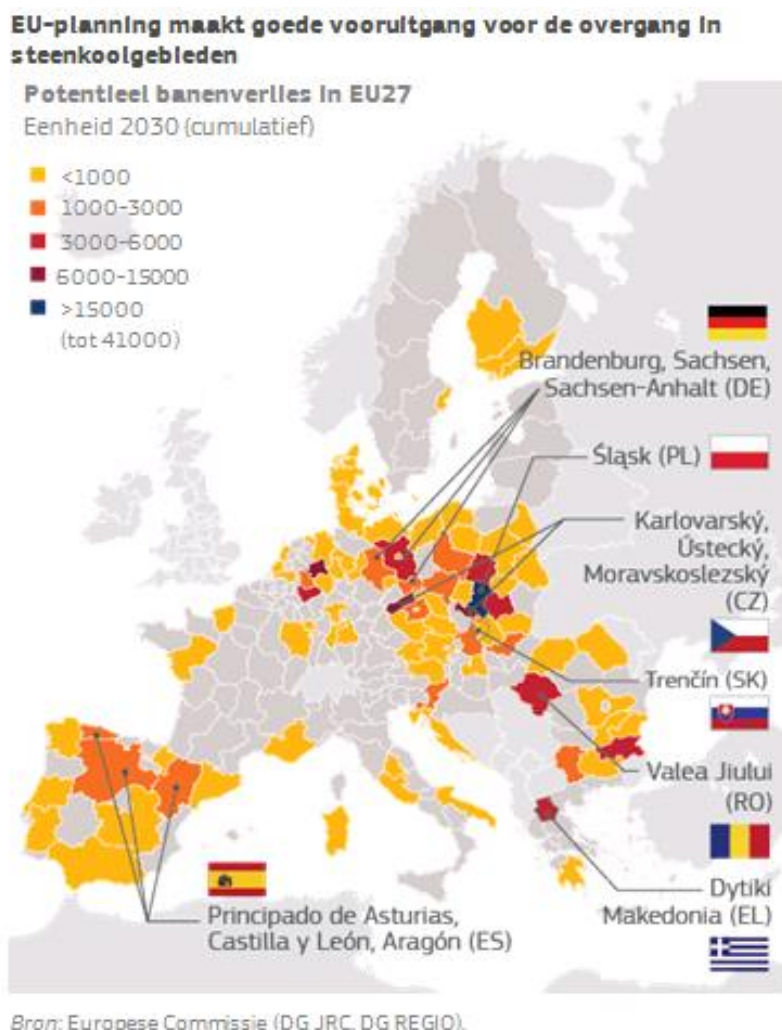 EU-planning maakt goede vooruitgang voor de overgang in
steenkoolgebieden
Potentieel banenverlies in EU27
Eenheid 2030 (cumulatief)
<1000
1000-3000
3000-6000
6000-15000
>15000
(tot 41000)
Brandenburg, Sachsen,
Sachsen-Anhalt (DE)
Śląsk (PL)
Karlovarský,
Ústecký,
Moravskoslezský
(CZ)
Trenčín (SK)
Valea Jiului
(RO)
Dytiki
Makedonia (EL)
Principado de Asturias,
Castilla y León, Aragón (ES)
Bron: Europese Commissie (DG JRC, DG REGIO).